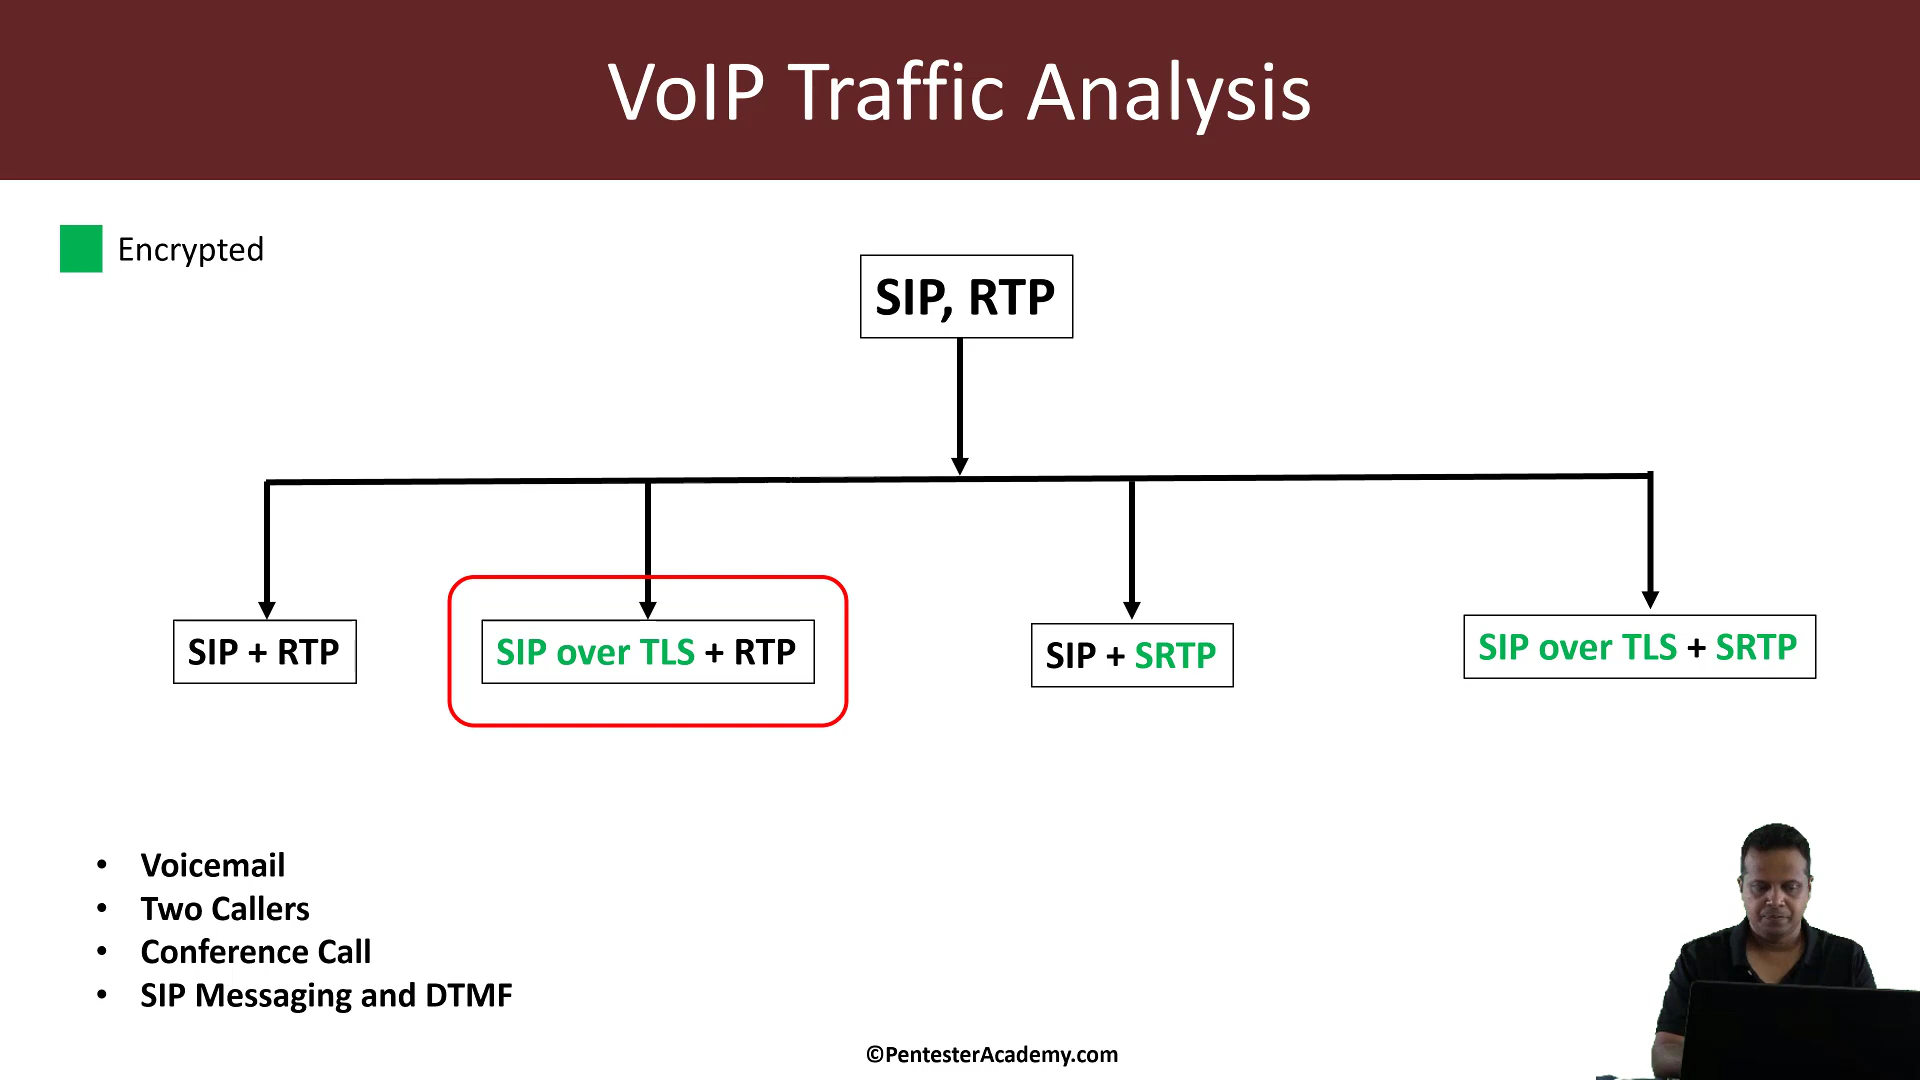 VoIP Traffic Analysis
Encrypted
SIP, RTP
SIP + RTP
SIP over TLS + RTP
SIP + SRTP
SIP over TLS + SRTP
• Voicemail
• Two Callers
• Conference Call
• SIP Messaging and DTMF
©PentesterAcademy.com